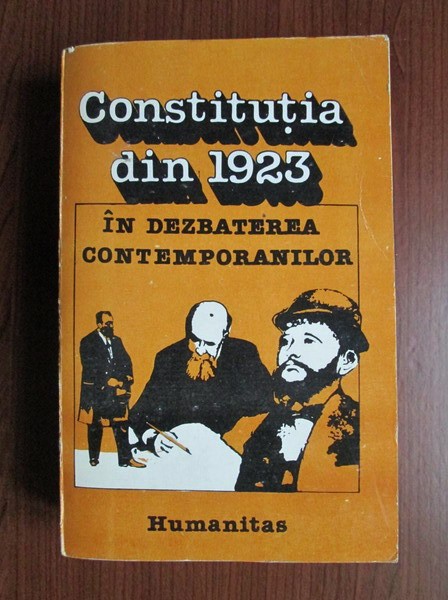 Constituția
din 1923
ÎN DEZBATEREA
CONTEMPORANILOR
Humanitas